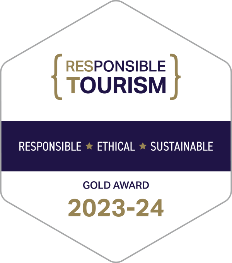 {RESPONSIBLE
TOURISM}
RESPONSIBLE ★ ETHICAL ★ SUSTAINABLE
GOLD AWARD
2023-24